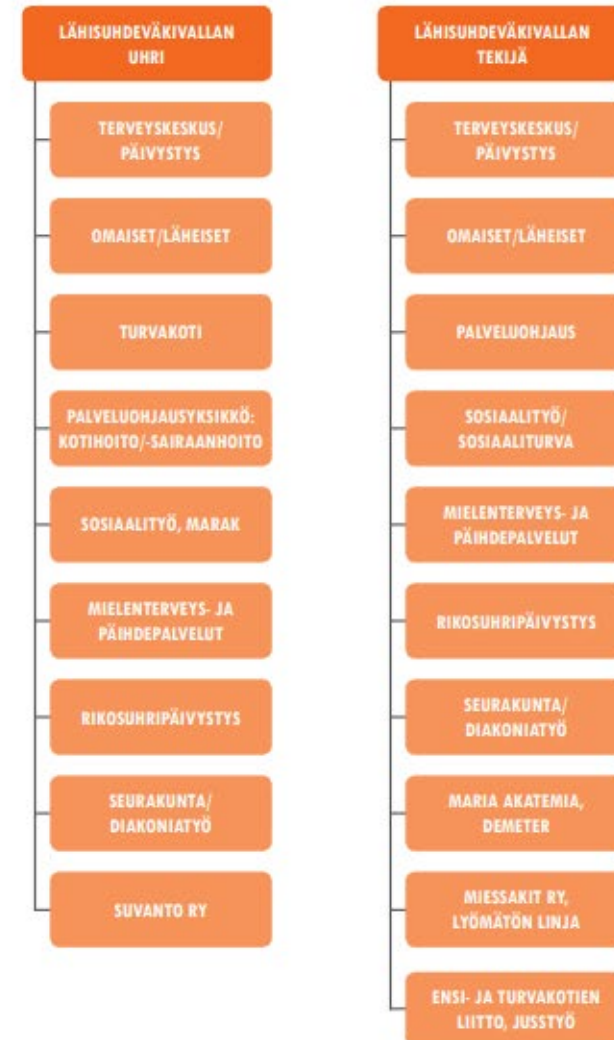 LÄHISUHDEVÄKIVALLAN
UHRI
TERVEYSKESKUS/
PÄIVYSTYS
OMAISET/LÄHEISET
TURVAKOTI
PALVELUOHJAUSYKSIKKÖ:
KOTIHOITO/-SAIRAANHOITO
SOSIAALITYÖ, MARAK
MIELENTERVEYS- JA
PÄIHDEPALVELUT
RIKOSUHRIPÄIVYSTYS
SEURAKUNTA/
DIAKONIATYÖ
SUVANTO RY
LÄHISUHDEVÄKIVALLAN
TEKIJÄ
TERVEYSKESKUS/
PÄIVYSTYS
OMAISET/LÄHEISET
PALVELUOHJAUS
SOSIAALITYÖ/
SOSIAALITURVA
MIELENTERVEYS- JA
PÄIHDEPALVELUT
RIKOSUHRIPÄIVYSTYS
SEURAKUNTA/
DIAKONIATYÖ
MARIA AKATEMIA,
DEMETER
MIESSAKIT RY,
LYÖMÄTÖN LINJA
ENSI- JA TURVAKOTIEN
LIITTO, JUSSTYÖ